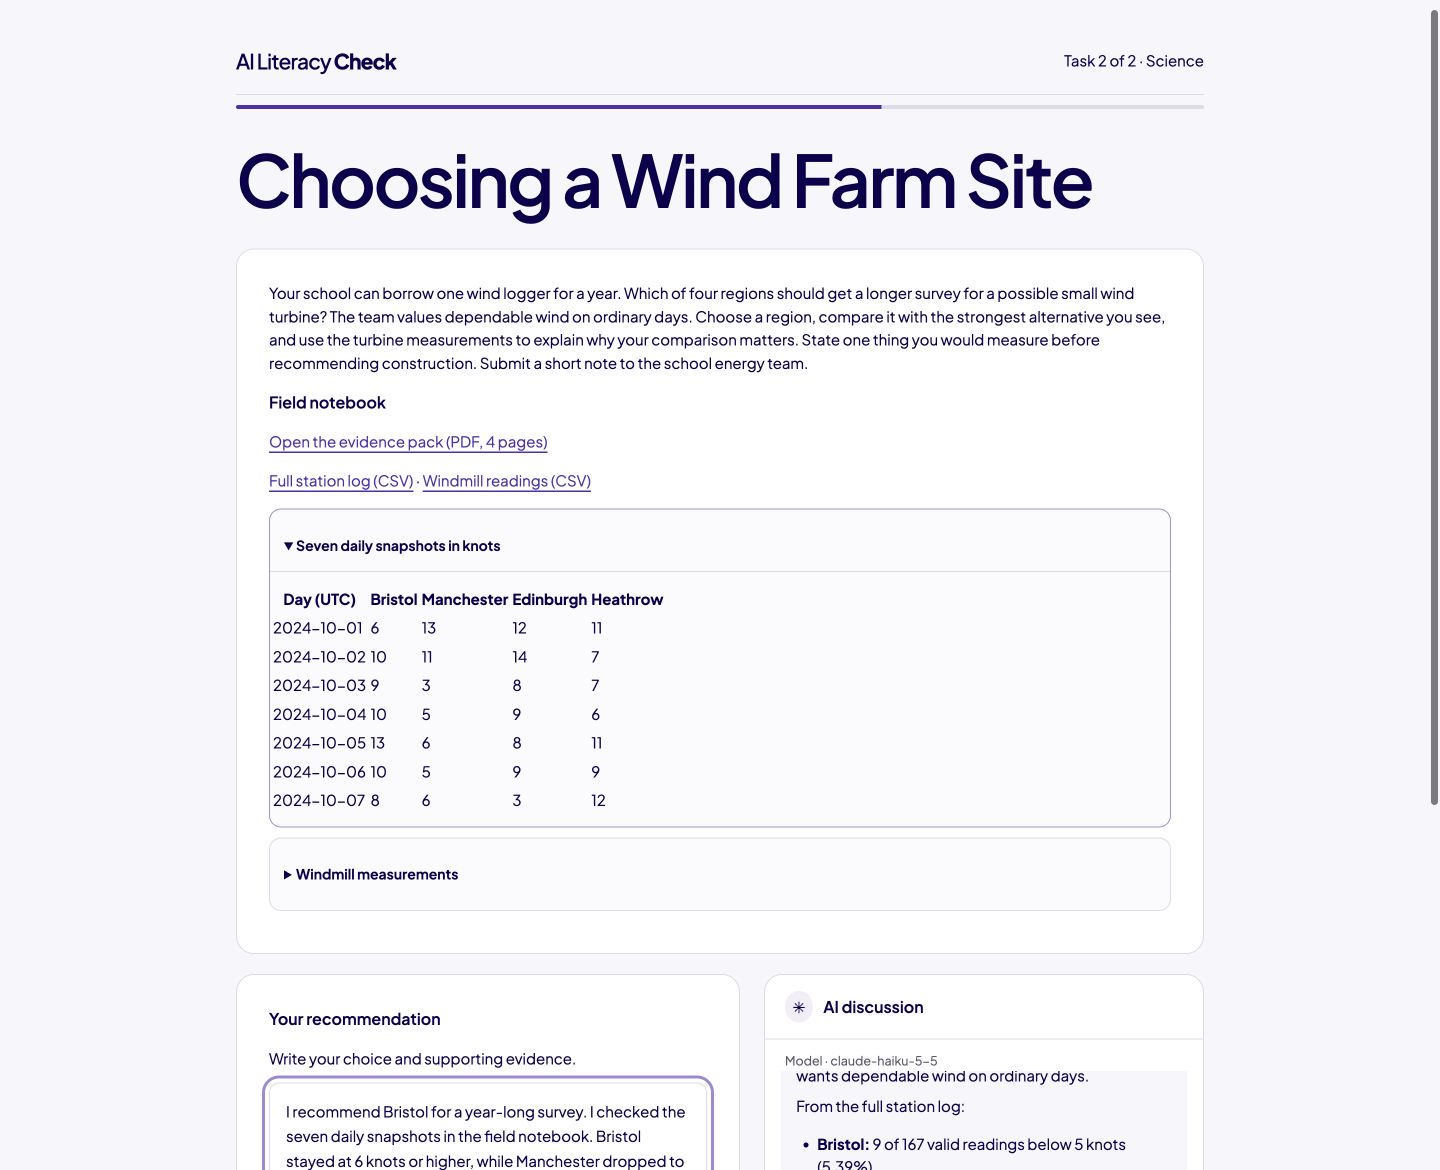 AI Literacy Check
Task 2 of 2 · Science
Choosing a Wind Farm Site
Your school can borrow one wind logger for a year. Which of four regions should get a longer survey for a possible small wind
turbine? The team values dependable wind on ordinary days. Choose a region, compare it with the strongest alternative you see,
and use the turbine measurements to explain why your comparison matters. State one thing you would measure before
recommending construction. Submit a short note to the school energy team.
Field notebook
Open the evidence pack (PDF, 4 pages)
Full station log (CSV) · Windmill readings (CSV)
▼ Seven daily snapshots in knots
Day (UTC) Bristol Manchester Edinburgh Heathrow
2024-10-01 6 13 12 11
2024-10-02 10 11 14 7
2024-10-03 9 3 8 7
2024-10-04 10 5 9 6
2024-10-05 13 6 8 11
2024-10-06 10 5 9 9
2024-10-07 8 6 3 12
▶ Windmill measurements
Your recommendation
Write your choice and supporting evidence.
I recommend Bristol for a year-long survey. I checked the
seven daily snapshots in the field notebook. Bristol
stayed at 6 knots or higher, while Manchester dropped to
AI discussion
Model · claude-haiku-5-5
wants dependable wind on ordinary days.
From the full station log:
• Bristol: 9 of 167 valid readings below 5 knots
(5.39%)